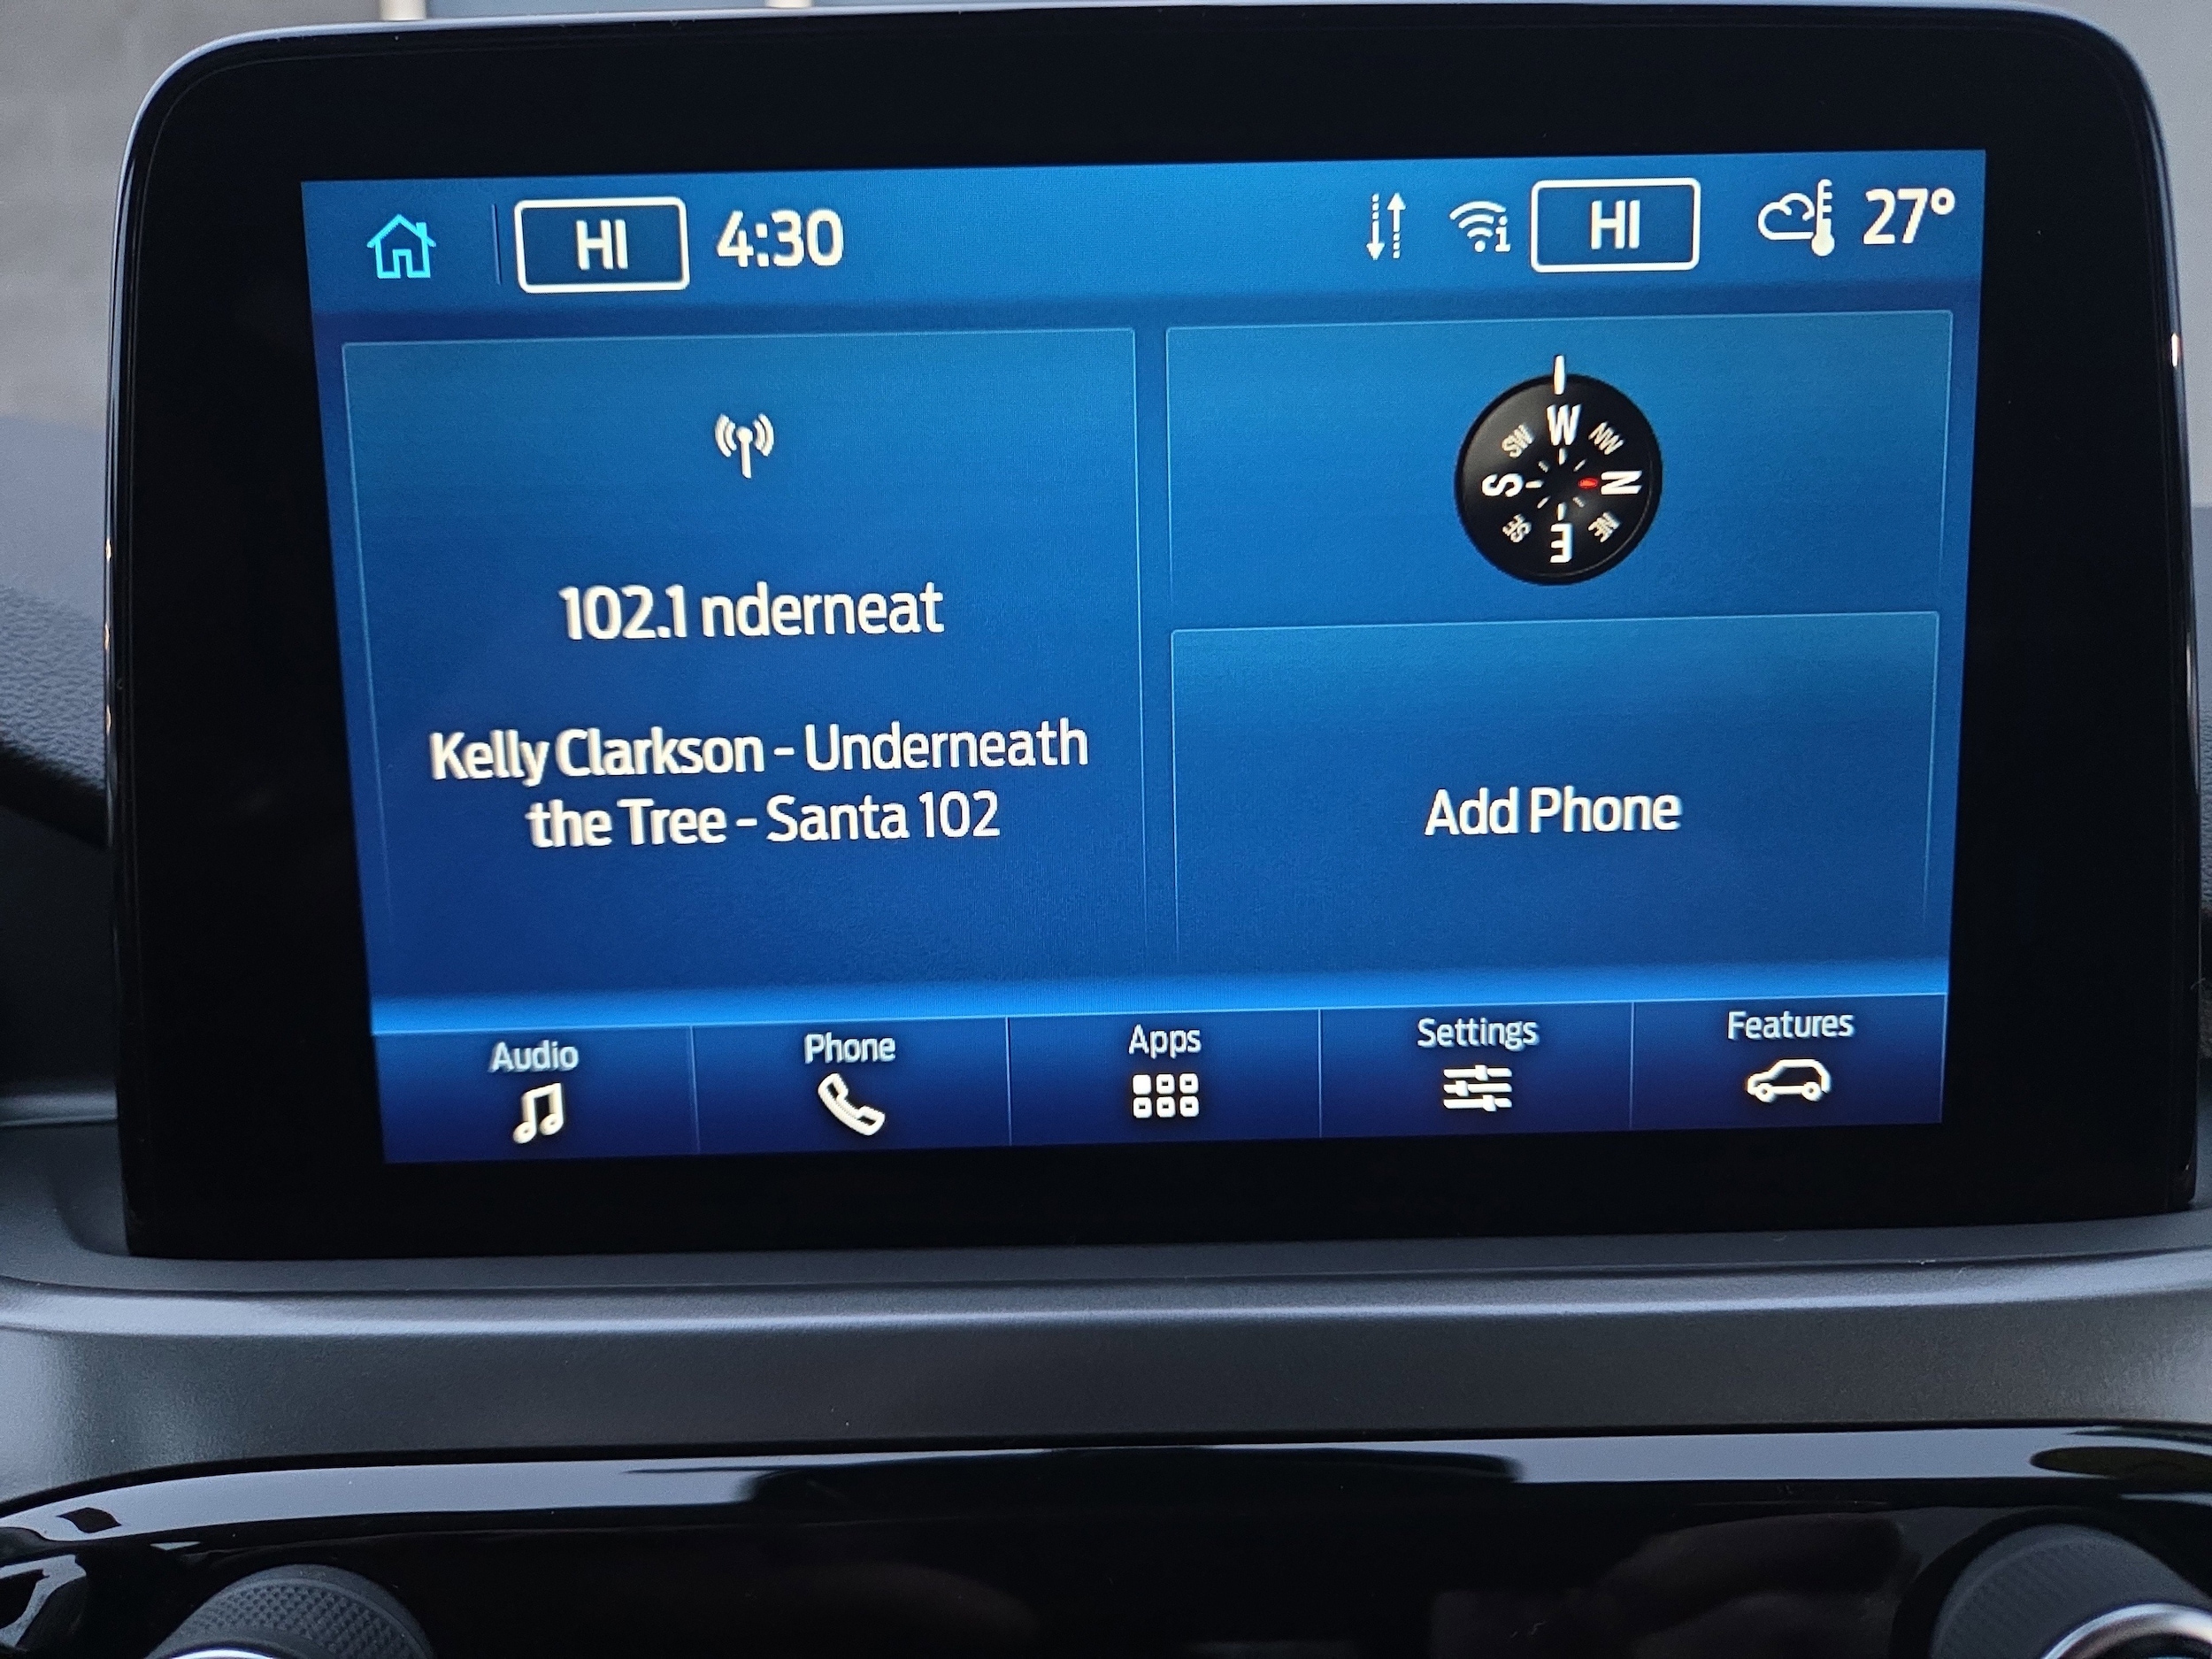 HI 4:30 HI 27°
102.1 nderneat
Kelly Clarkson - Underneath
the Tree - Santa 102
W
SW NW
S N
SE NE
E
Add Phone
Audio Phone Apps Settings Features